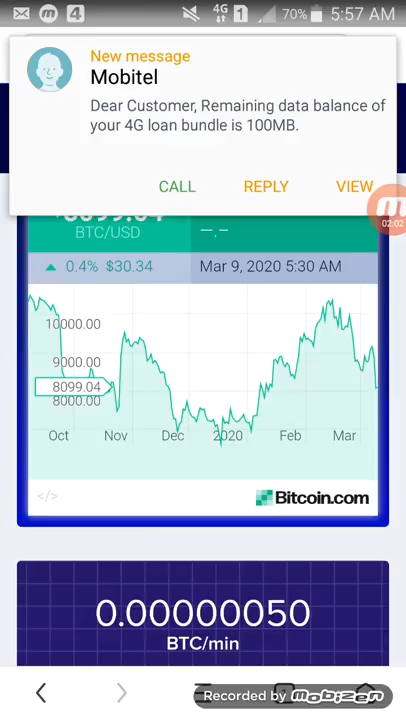 4G 1 70% 5:57 AM
New message
Mobitel
Dear Customer, Remaining data balance of
your 4G loan bundle is 100MB.
CALL REPLY VIEW
02:02
8099.04
BTC/USD —.–
0.4% $30.34 Mar 9, 2020 5:30 AM
10000.00
9000.00
8099.04
8000.00
Oct Nov Dec 2020 Feb Mar
</> Bitcoin.com
0.00000050
BTC/min
Recorded by mobizen